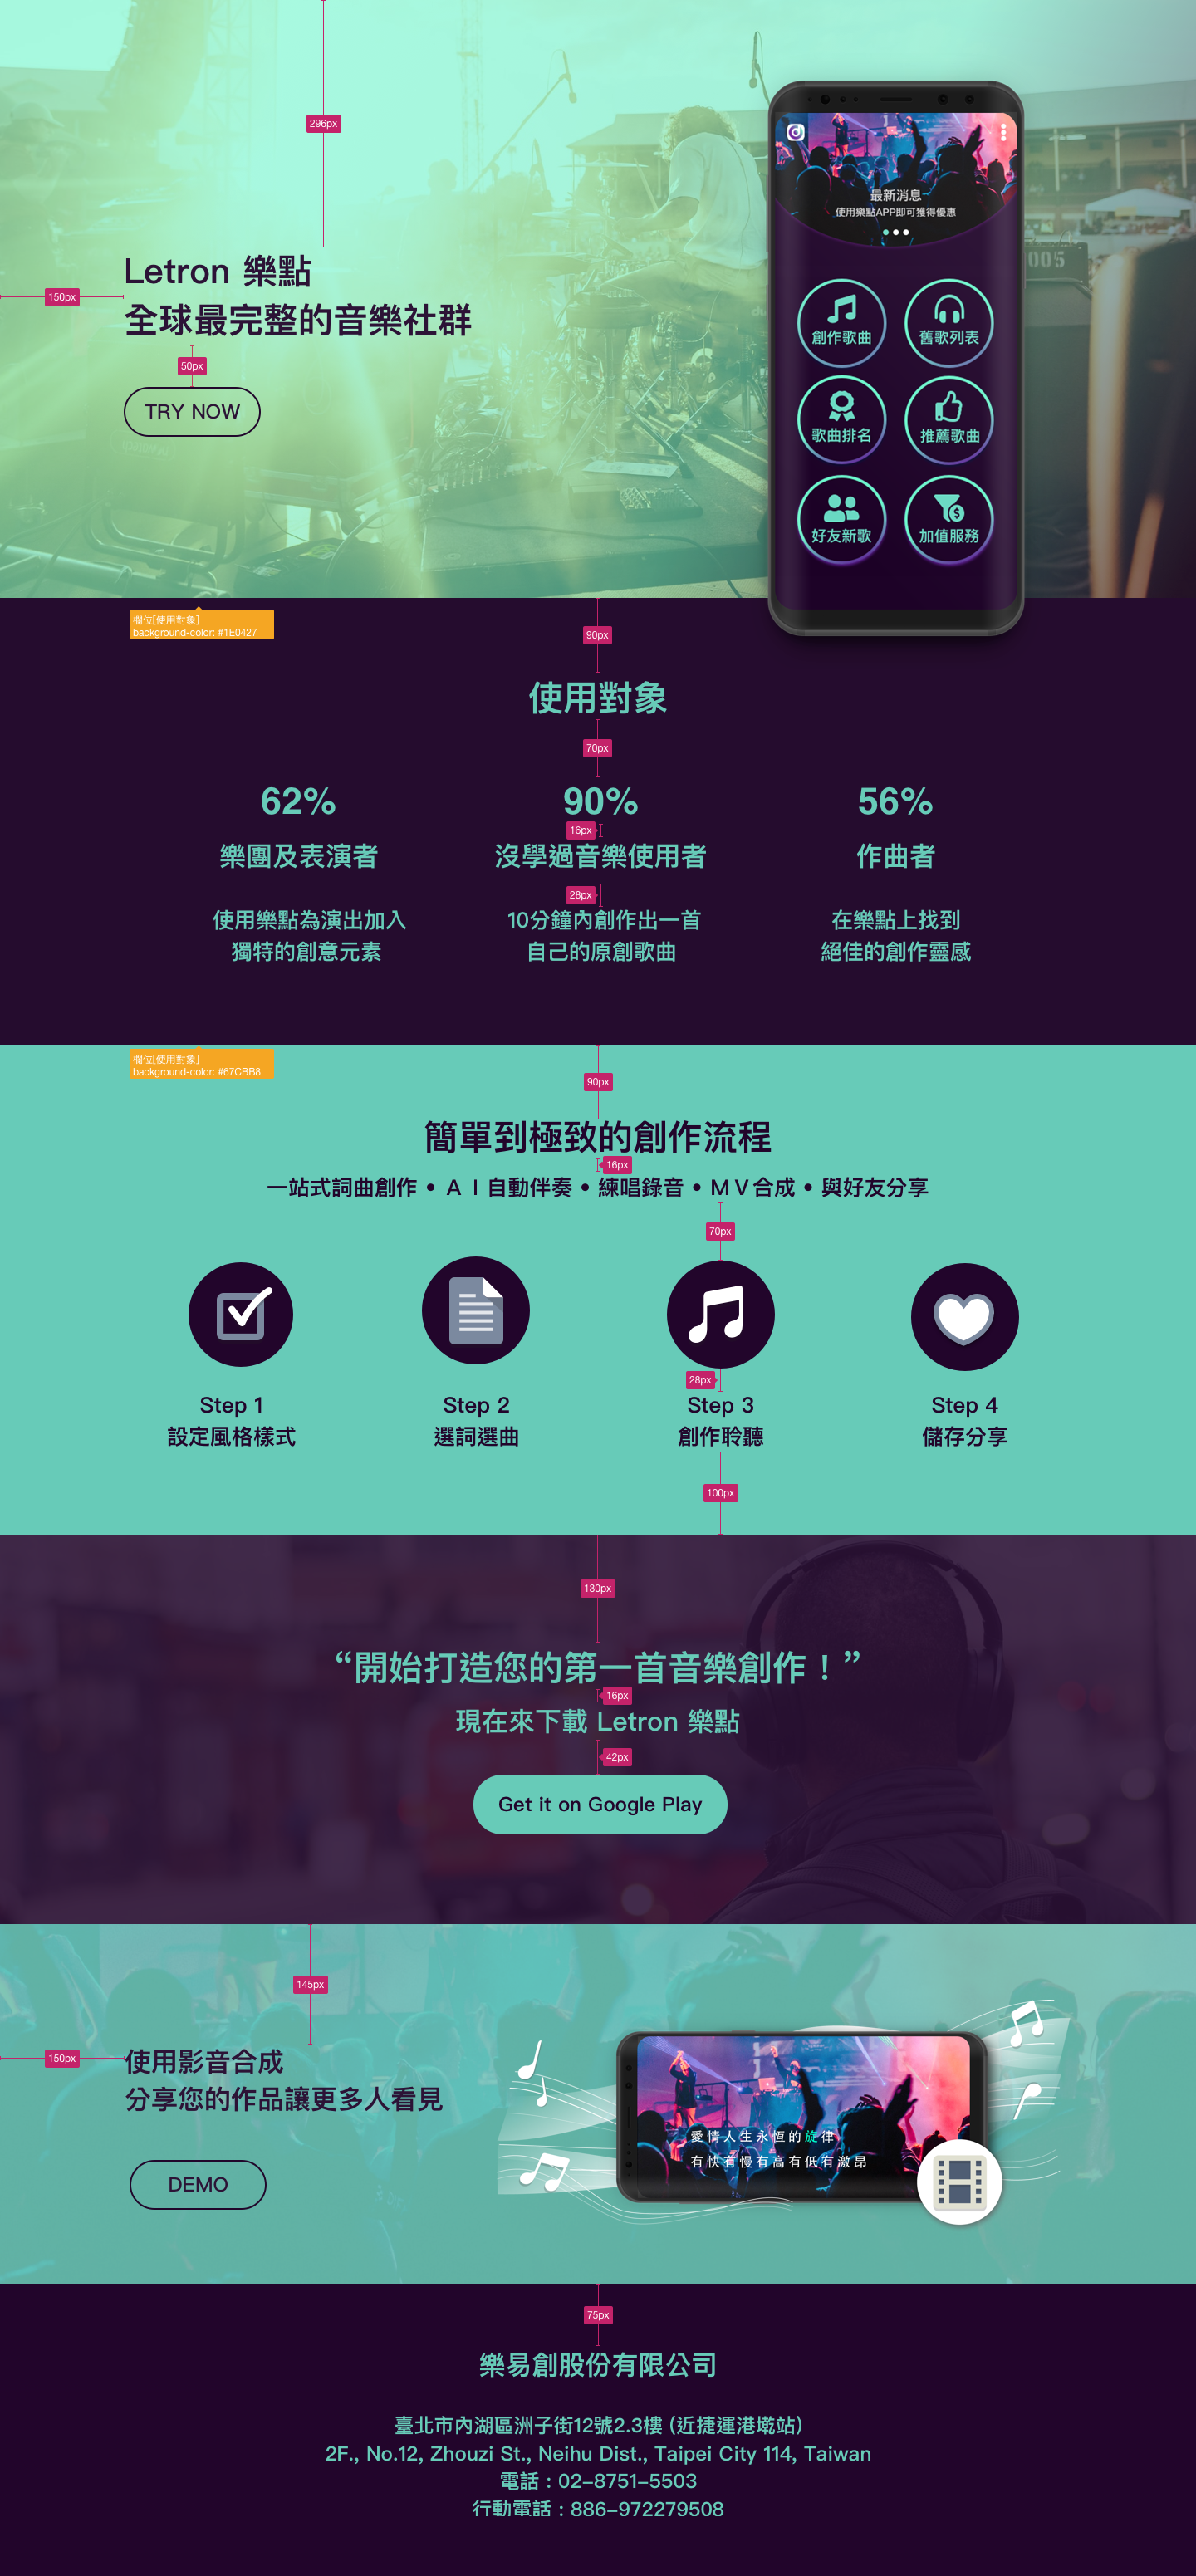 296px
最新消息
使用樂點APP即可獲得優惠
Letron 樂點
150px
全球最完整的音樂社群
50px
TRY NOW
005
創作歌曲
舊歌列表
歌曲排名
推薦歌曲
好友新歌
加值服務
欄位[使用對象]
background-color: #1E0427
90px
使用對象
70px
62%
90%
56%
16px
樂團及表演者
沒學過音樂使用者
作曲者
28px
使用樂點為演出加入
獨特的創意元素
10分鐘內創作出一首
自己的原創歌曲
在樂點上找到
絕佳的創作靈感
欄位[使用對象]
background-color: #67CBB8
90px
簡單到極致的創作流程
16px
一站式詞曲創作 • ＡＩ自動伴奏 • 練唱錄音 • ＭＶ合成 • 與好友分享
70px
28px
Step 1
設定風格樣式
Step 2
選詞選曲
Step 3
創作聆聽
Step 4
儲存分享
100px
130px
“開始打造您的第一首音樂創作！”
16px
現在來下載 Letron 樂點
42px
Get it on Google Play
145px
150px
使用影音合成
分享您的作品讓更多人看見
DEMO
愛情人生永恆的旋律
有快有慢有高有低有激昂
75px
樂易創股份有限公司
臺北市內湖區洲子街12號2.3樓 (近捷運港墘站)
2F., No.12, Zhouzi St., Neihu Dist., Taipei City 114, Taiwan
電話：02-8751-5503
行動電話：886-972279508